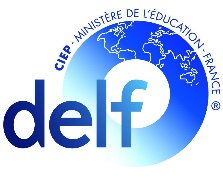 CIEP - MINISTÈRE DE L'ÉDUCATION - FRANCE
delf ®